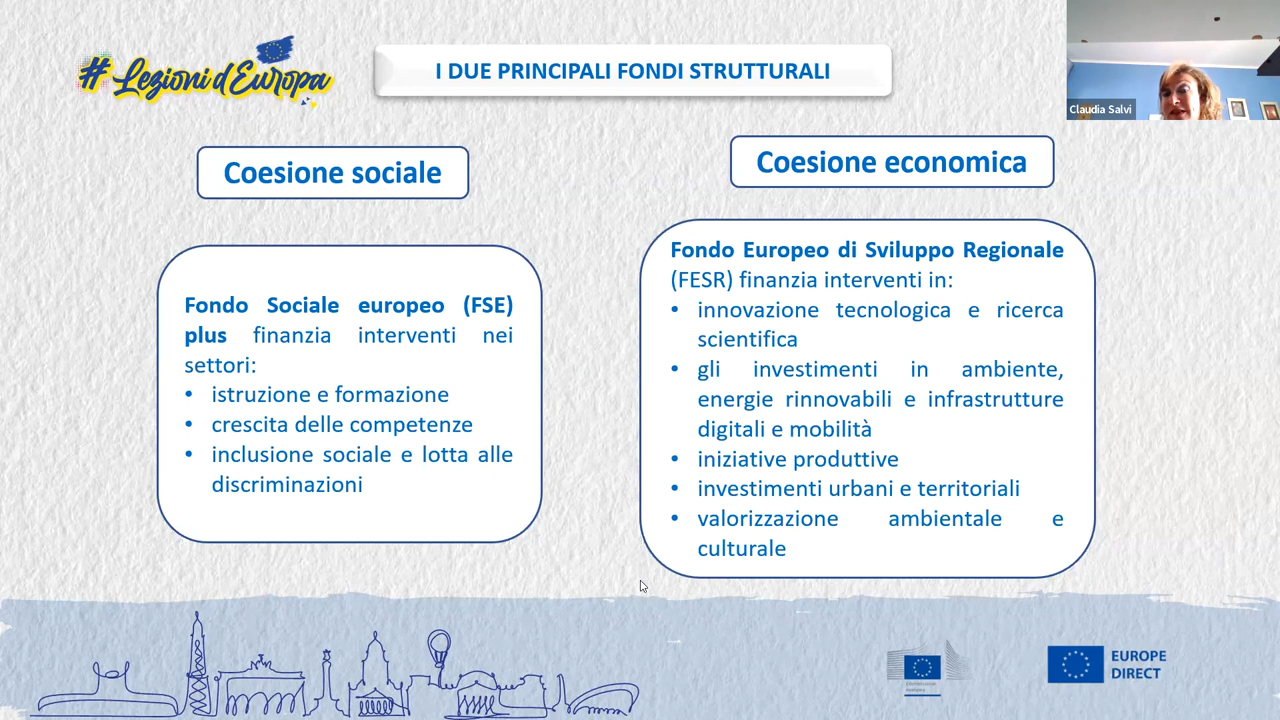 #LezionidEuropa
I DUE PRINCIPALI FONDI STRUTTURALI
Claudia Salvi
Coesione sociale
Coesione economica
Fondo Sociale europeo (FSE)
plus finanzia interventi nei
settori:
• istruzione e formazione
• crescita delle competenze
• inclusione sociale e lotta alle
discriminazioni
Fondo Europeo di Sviluppo Regionale
(FESR) finanzia interventi in:
• innovazione tecnologica e ricerca
scientifica
• gli investimenti in ambiente,
energie rinnovabili e infrastrutture
digitali e mobilità
• iniziative produttive
• investimenti urbani e territoriali
• valorizzazione ambientale e
culturale
EUROPE
DIRECT